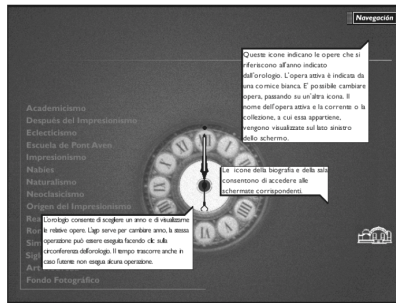 Navegación
Queste icone indicano le opere che si
riferiscono all'anno indicato
dall'orologio. L'opera attiva è indicata da
una cornice bianca. E' possibile cambiare
opera, passando su un'altra icona. Il
nome dell'opera attiva e la corrente o la
collezione, a cui essa appartiene,
vengono visualizzate sul lato sinistro
dello schermo.
Academicismo
Después del Impresionismo
Eclecticismo
Escuela de Pont Aven
Impresionismo
Nabies
Naturalismo
Neoclasicismo
Origen del Impresionismo
Rea
Ro
Sim
Sigl
Art
Fondo Fotográfico
Le icone della biografia e della sala
consentono di accedere alle
schermate corrispondenti.
L'orologio consente di scegliere un anno e di visualizzarne
le relative opere. L'ago serve per cambiare anno, la stessa
operazione può essere eseguita facendo clic sulla
circonferenza dell'orologio. Il tempo trascorre anche in
caso l'utente non esegua alcuna operazione.